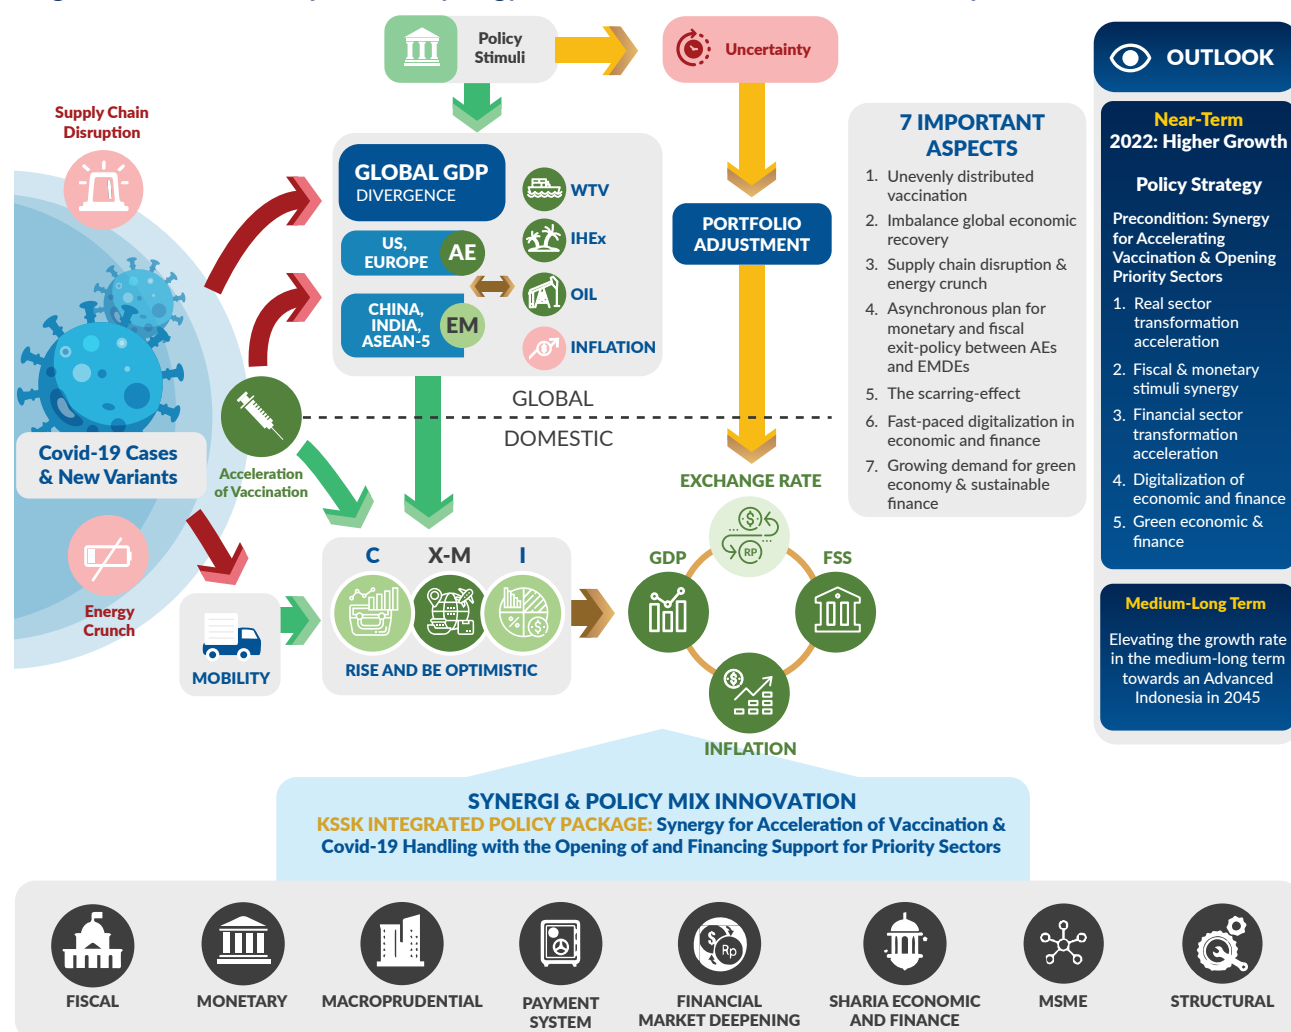 Policy
Stimuli
Uncertainty
Supply Chain
Disruption
GLOBAL GDP
DIVERGENCE
US,
EUROPE
AE
CHINA,
INDIA,
ASEAN-5
EM
WTV
IHEx
OIL
INFLATION
PORTFOLIO
ADJUSTMENT
GLOBAL
DOMESTIC
Covid-19 Cases
& New Variants
Acceleration
of Vaccination
Energy
Crunch
MOBILITY
C
X-M
I
RISE AND BE OPTIMISTIC
EXCHANGE RATE
RP
GDP
FSS
INFLATION
7 IMPORTANT
ASPECTS
1. Unevenly distributed
vaccination
2. Imbalance global economic
recovery
3. Supply chain disruption &
energy crunch
4. Asynchronous plan for
monetary and fiscal
exit-policy between AEs
and EMDEs
5. The scarring-effect
6. Fast-paced digitalization in
economic and finance
7. Growing demand for green
economy & sustainable
finance
OUTLOOK
Near-Term
2022: Higher Growth
Policy Strategy
Precondition: Synergy
for Accelerating
Vaccination & Opening
Priority Sectors
1. Real sector
transformation
acceleration
2. Fiscal & monetary
stimuli synergy
3. Financial sector
transformation
acceleration
4. Digitalization of
economic and finance
5. Green economic &
finance
Medium-Long Term
Elevating the growth rate
in the medium-long term
towards an Advanced
Indonesia in 2045
SYNERGI & POLICY MIX INNOVATION
KSSK INTEGRATED POLICY PACKAGE: Synergy for Acceleration of Vaccination &
Covid-19 Handling with the Opening of and Financing Support for Priority Sectors
FISCAL
MONETARY
MACROPRUDENTIAL
PAYMENT
SYSTEM
Rp
FINANCIAL
MARKET DEEPENING
SHARIA ECONOMIC
AND FINANCE
MSME
STRUCTURAL